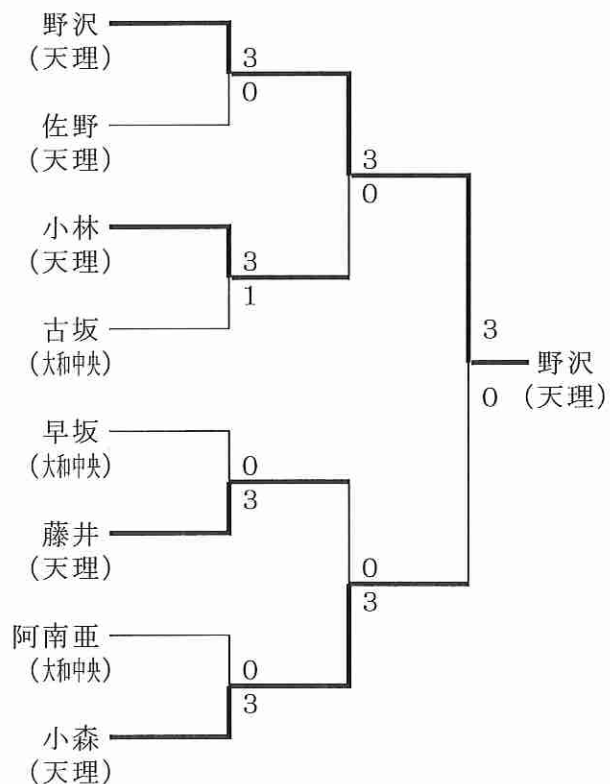 野沢
(天理)
3
0
佐野
(天理)
3
0
小林
(天理)
3
1
古坂
(大和中央)
3
0
野沢
(天理)
早坂
(大和中央)
0
3
藤井
(天理)
0
3
阿南亜
(大和中央)
0
3
小森
(天理)